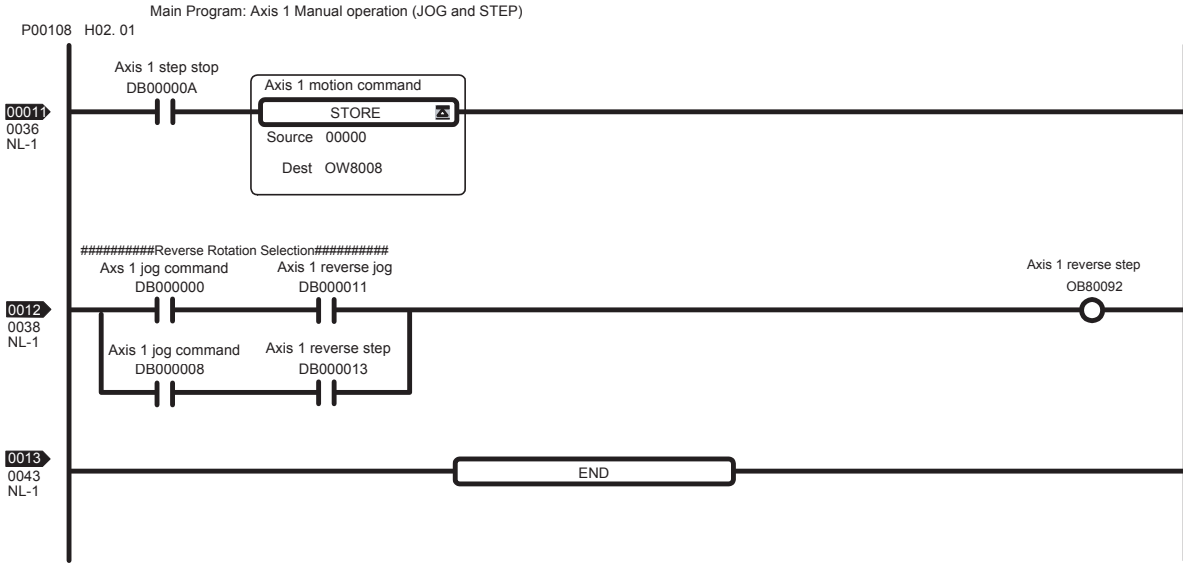 Main Program: Axis 1 Manual operation (JOG and STEP)
P00108 H02. 01
Axis 1 step stop
DB00000A
Axis 1 motion command
00011
0036
NL-1
STORE
Source 00000
Dest OW8008
##########Reverse Rotation Selection##########
Axs 1 jog command Axis 1 reverse jog Axis 1 reverse step
DB000000 DB000011 OB80092
0012
0038
NL-1
Axis 1 jog command Axis 1 reverse step
DB000008 DB000013
0013
0043
NL-1
END